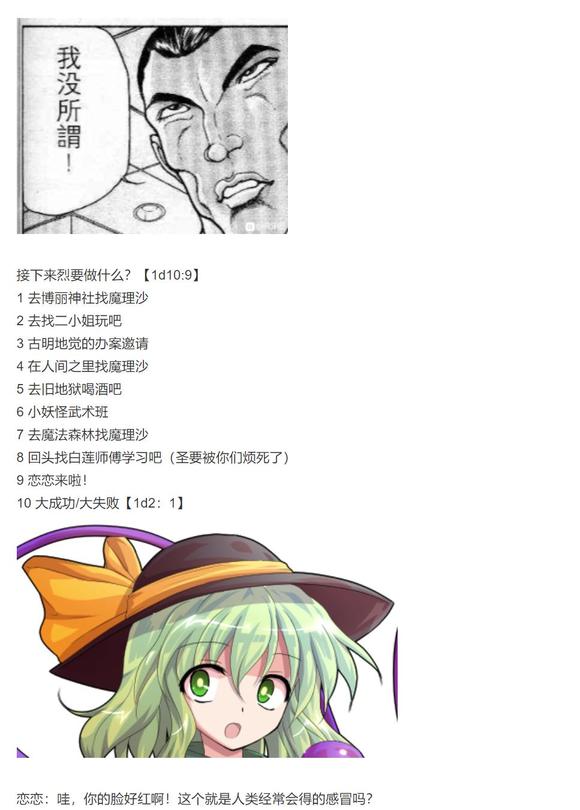 我没所謂！
接下来烈要做什么？【1d10:9】
1 去博丽神社找魔理沙
2 去找二小姐玩吧
3 古明地觉的办案邀请
4 在人间之里找魔理沙
5 去旧地狱喝酒吧
6 小妖怪武术班
7 去魔法森林找魔理沙
8 回头找白莲师傅学习吧（圣要被你们烦死了）
9 恋恋来啦！
10 大成功/大失败【1d2：1】
恋恋：哇，你的脸好红啊！这个就是人类经常会得的感冒吗？